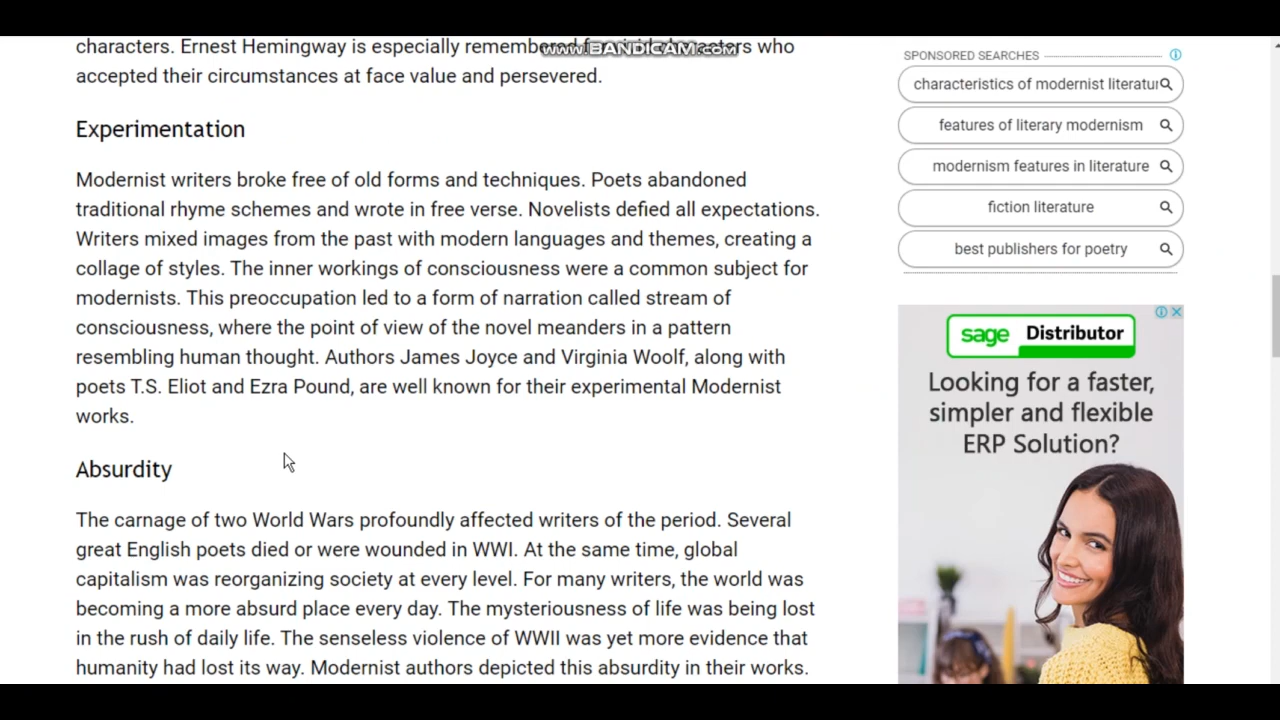 characters. Ernest Hemingway is especially remembered who
www.BANDICAM.com
accepted their circumstances at face value and persevered.
Experimentation
Modernist writers broke free of old forms and techniques. Poets abandoned
traditional rhyme schemes and wrote in free verse. Novelists defied all expectations.
Writers mixed images from the past with modern languages and themes, creating a
collage of styles. The inner workings of consciousness were a common subject for
modernists. This preoccupation led to a form of narration called stream of
consciousness, where the point of view of the novel meanders in a pattern
resembling human thought. Authors James Joyce and Virginia Woolf, along with
poets T.S. Eliot and Ezra Pound, are well known for their experimental Modernist
works.
Absurdity
The carnage of two World Wars profoundly affected writers of the period. Several
great English poets died or were wounded in WWI. At the same time, global
capitalism was reorganizing society at every level. For many writers, the world was
becoming a more absurd place every day. The mysteriousness of life was being lost
in the rush of daily life. The senseless violence of WWII was yet more evidence that
humanity had lost its way. Modernist authors depicted this absurdity in their works.
SPONSORED SEARCHES
characteristics of modernist literatur
features of literary modernism
modernism features in literature
fiction literature
best publishers for poetry
sage Distributor
Looking for a faster,
simpler and flexible
ERP Solution?